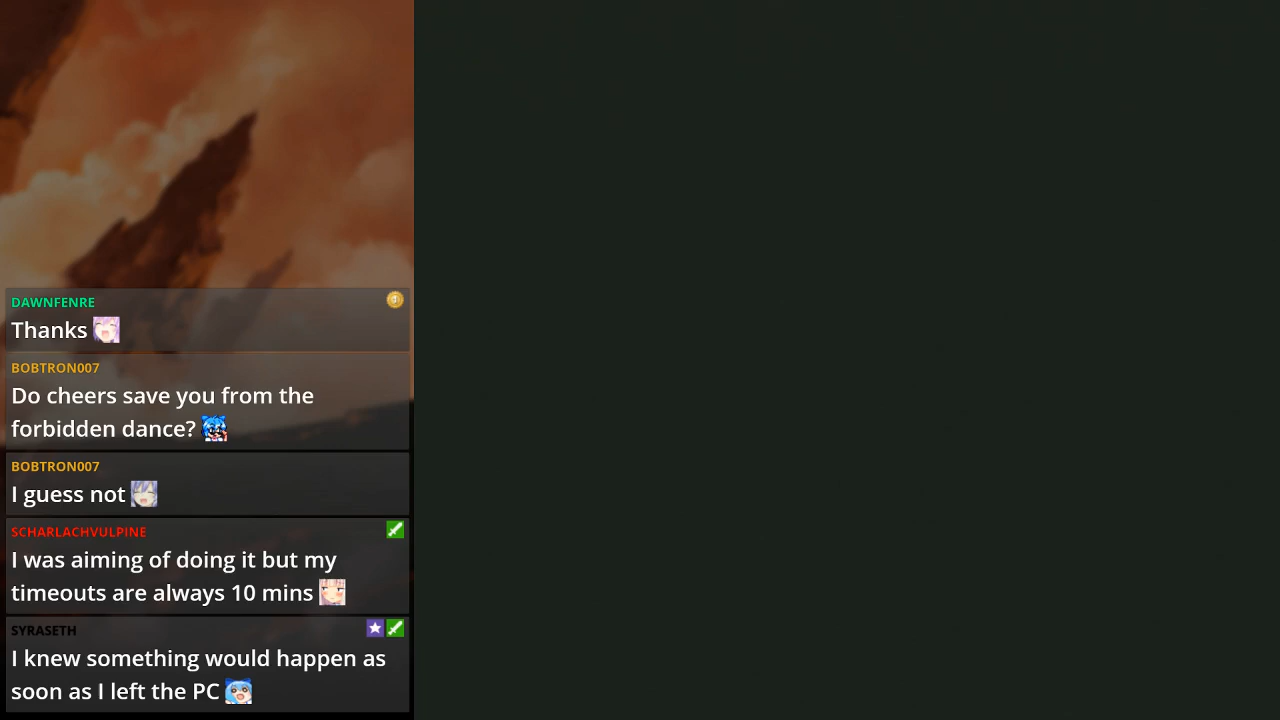 DAWNFENRE
Thanks
BOBTRON007
Do cheers save you from the
forbidden dance?
BOBTRON007
I guess not
SCHARLACHVULPINE
I was aiming of doing it but my
timeouts are always 10 mins
SYRASETH
I knew something would happen as
soon as I left the PC